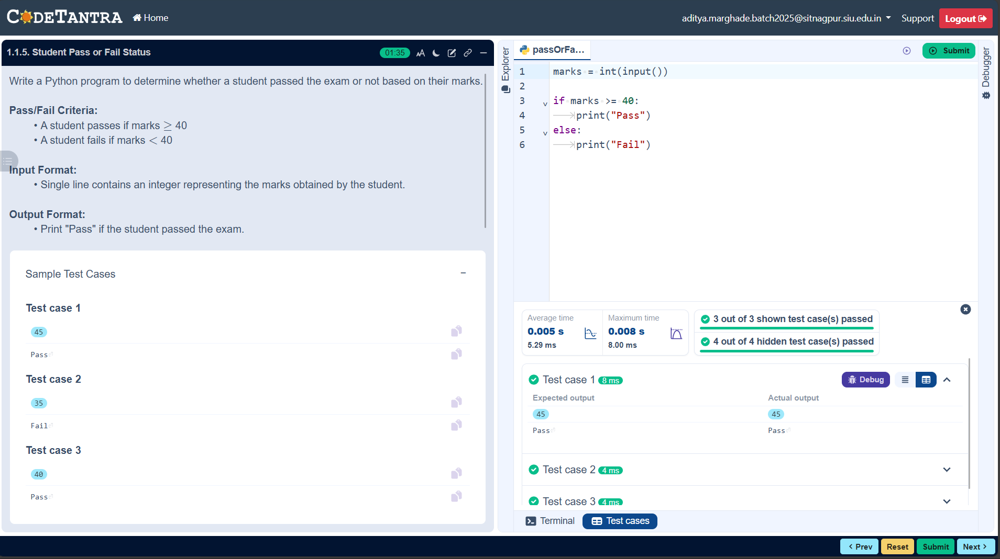 CODETANTRA
Home
aditya.marghade.batch2025@sitnagpur.siu.edu.in
Support
Logout
1.1.5. Student Pass or Fail Status
01:35
AA
Write a Python program to determine whether a student passed the exam or not based on their marks.
Pass/Fail Criteria:
• A student passes if marks ≥ 40
• A student fails if marks < 40
Input Format:
• Single line contains an integer representing the marks obtained by the student.
Output Format:
• Print "Pass" if the student passed the exam.
Sample Test Cases
Test case 1
45
Pass
Test case 2
35
Fail
Test case 3
40
Pass
Explorer
passOrFa...
Submit
Debugger
1 marks = int(input())
2
3 if marks >= 40:
4 print("Pass")
5 else:
6 print("Fail")
Average time
0.005 s
5.29 ms
Maximum time
0.008 s
8.00 ms
3 out of 3 shown test case(s) passed
4 out of 4 hidden test case(s) passed
Test case 1 8 ms
Debug
Expected output
Actual output
45
45
Pass
Pass
Test case 2 4 ms
Test case 3 4 ms
Terminal
Test cases
< Prev
Reset
Submit
Next >